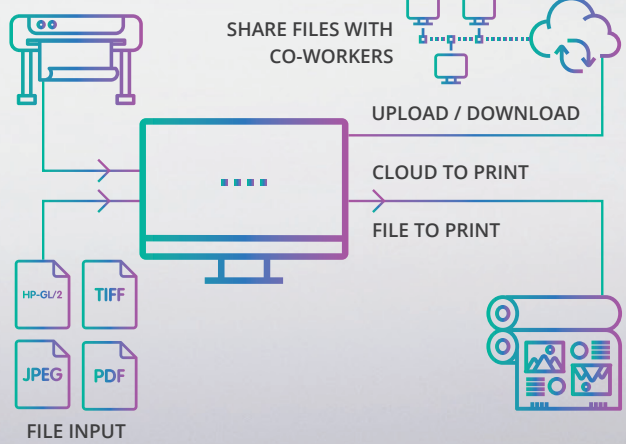 SHARE FILES WITH
CO-WORKERS
UPLOAD / DOWNLOAD
CLOUD TO PRINT
FILE TO PRINT
HP-GL/2
TIFF
JPEG
PDF
FILE INPUT